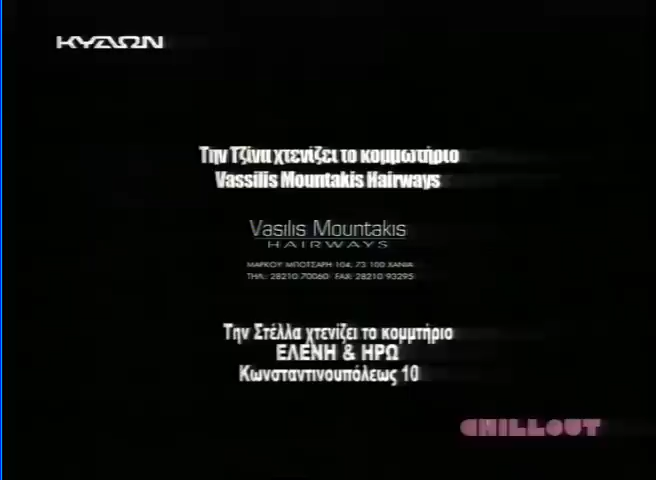 ΚΥΔΩΝ
Την Τζίνα χτενίζει το κομμωτήριο
Vassilis Mountakis Hairways
Vasilis Mountakis
HAIRWAYS
ΜΑΡΚΟΥ ΜΠΟΤΣΑΡΗ 104, 73 100 ΧΑΝΙΑ
ΤΗΛ.: 28210 70060 FAX: 28210 93295
Την Στέλλα χτενίζει το κομμτήριο
ΕΛΕΝΗ & ΗΡΩ
Κωνσταντινουπόλεως 10
CHILLOUT